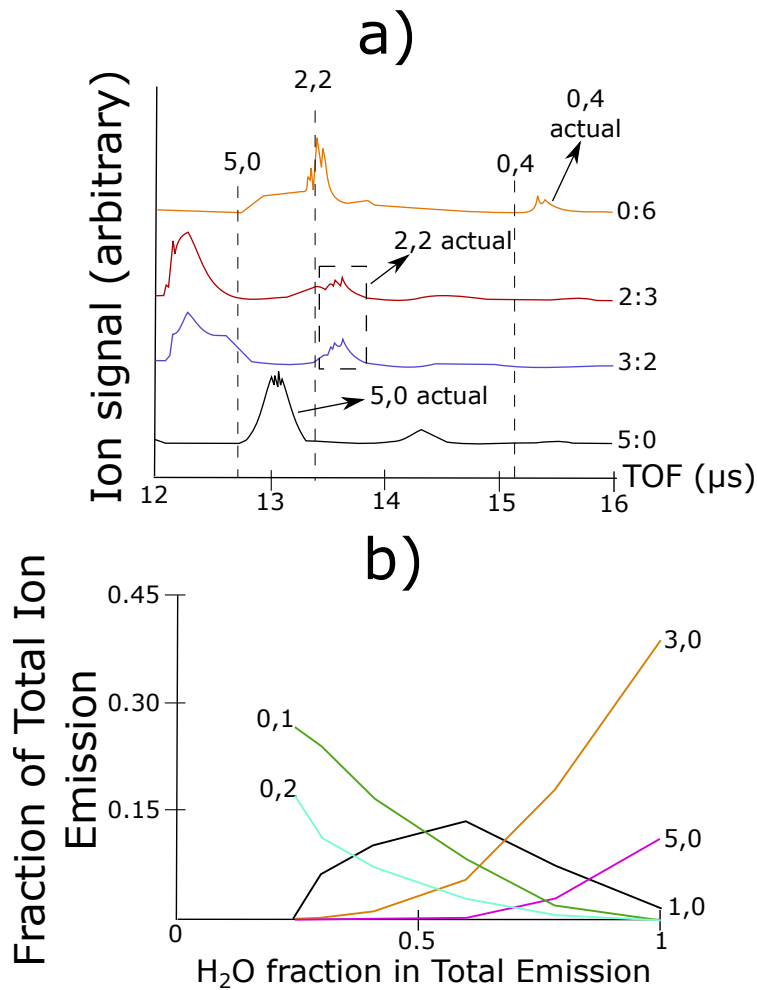 a)
Ion signal (arbitrary)
2,2
5,0
0,4
0,4
actual
0:6
2,2 actual
2:3
3:2
5,0 actual
5:0
TOF (μs)
12
13
14
15
16
b)
Fraction of Total Ion
Emission
0.45
0.30
0.15
0,1
0,2
3,0
5,0
1,0
0
0.5
1
H₂O fraction in Total Emission